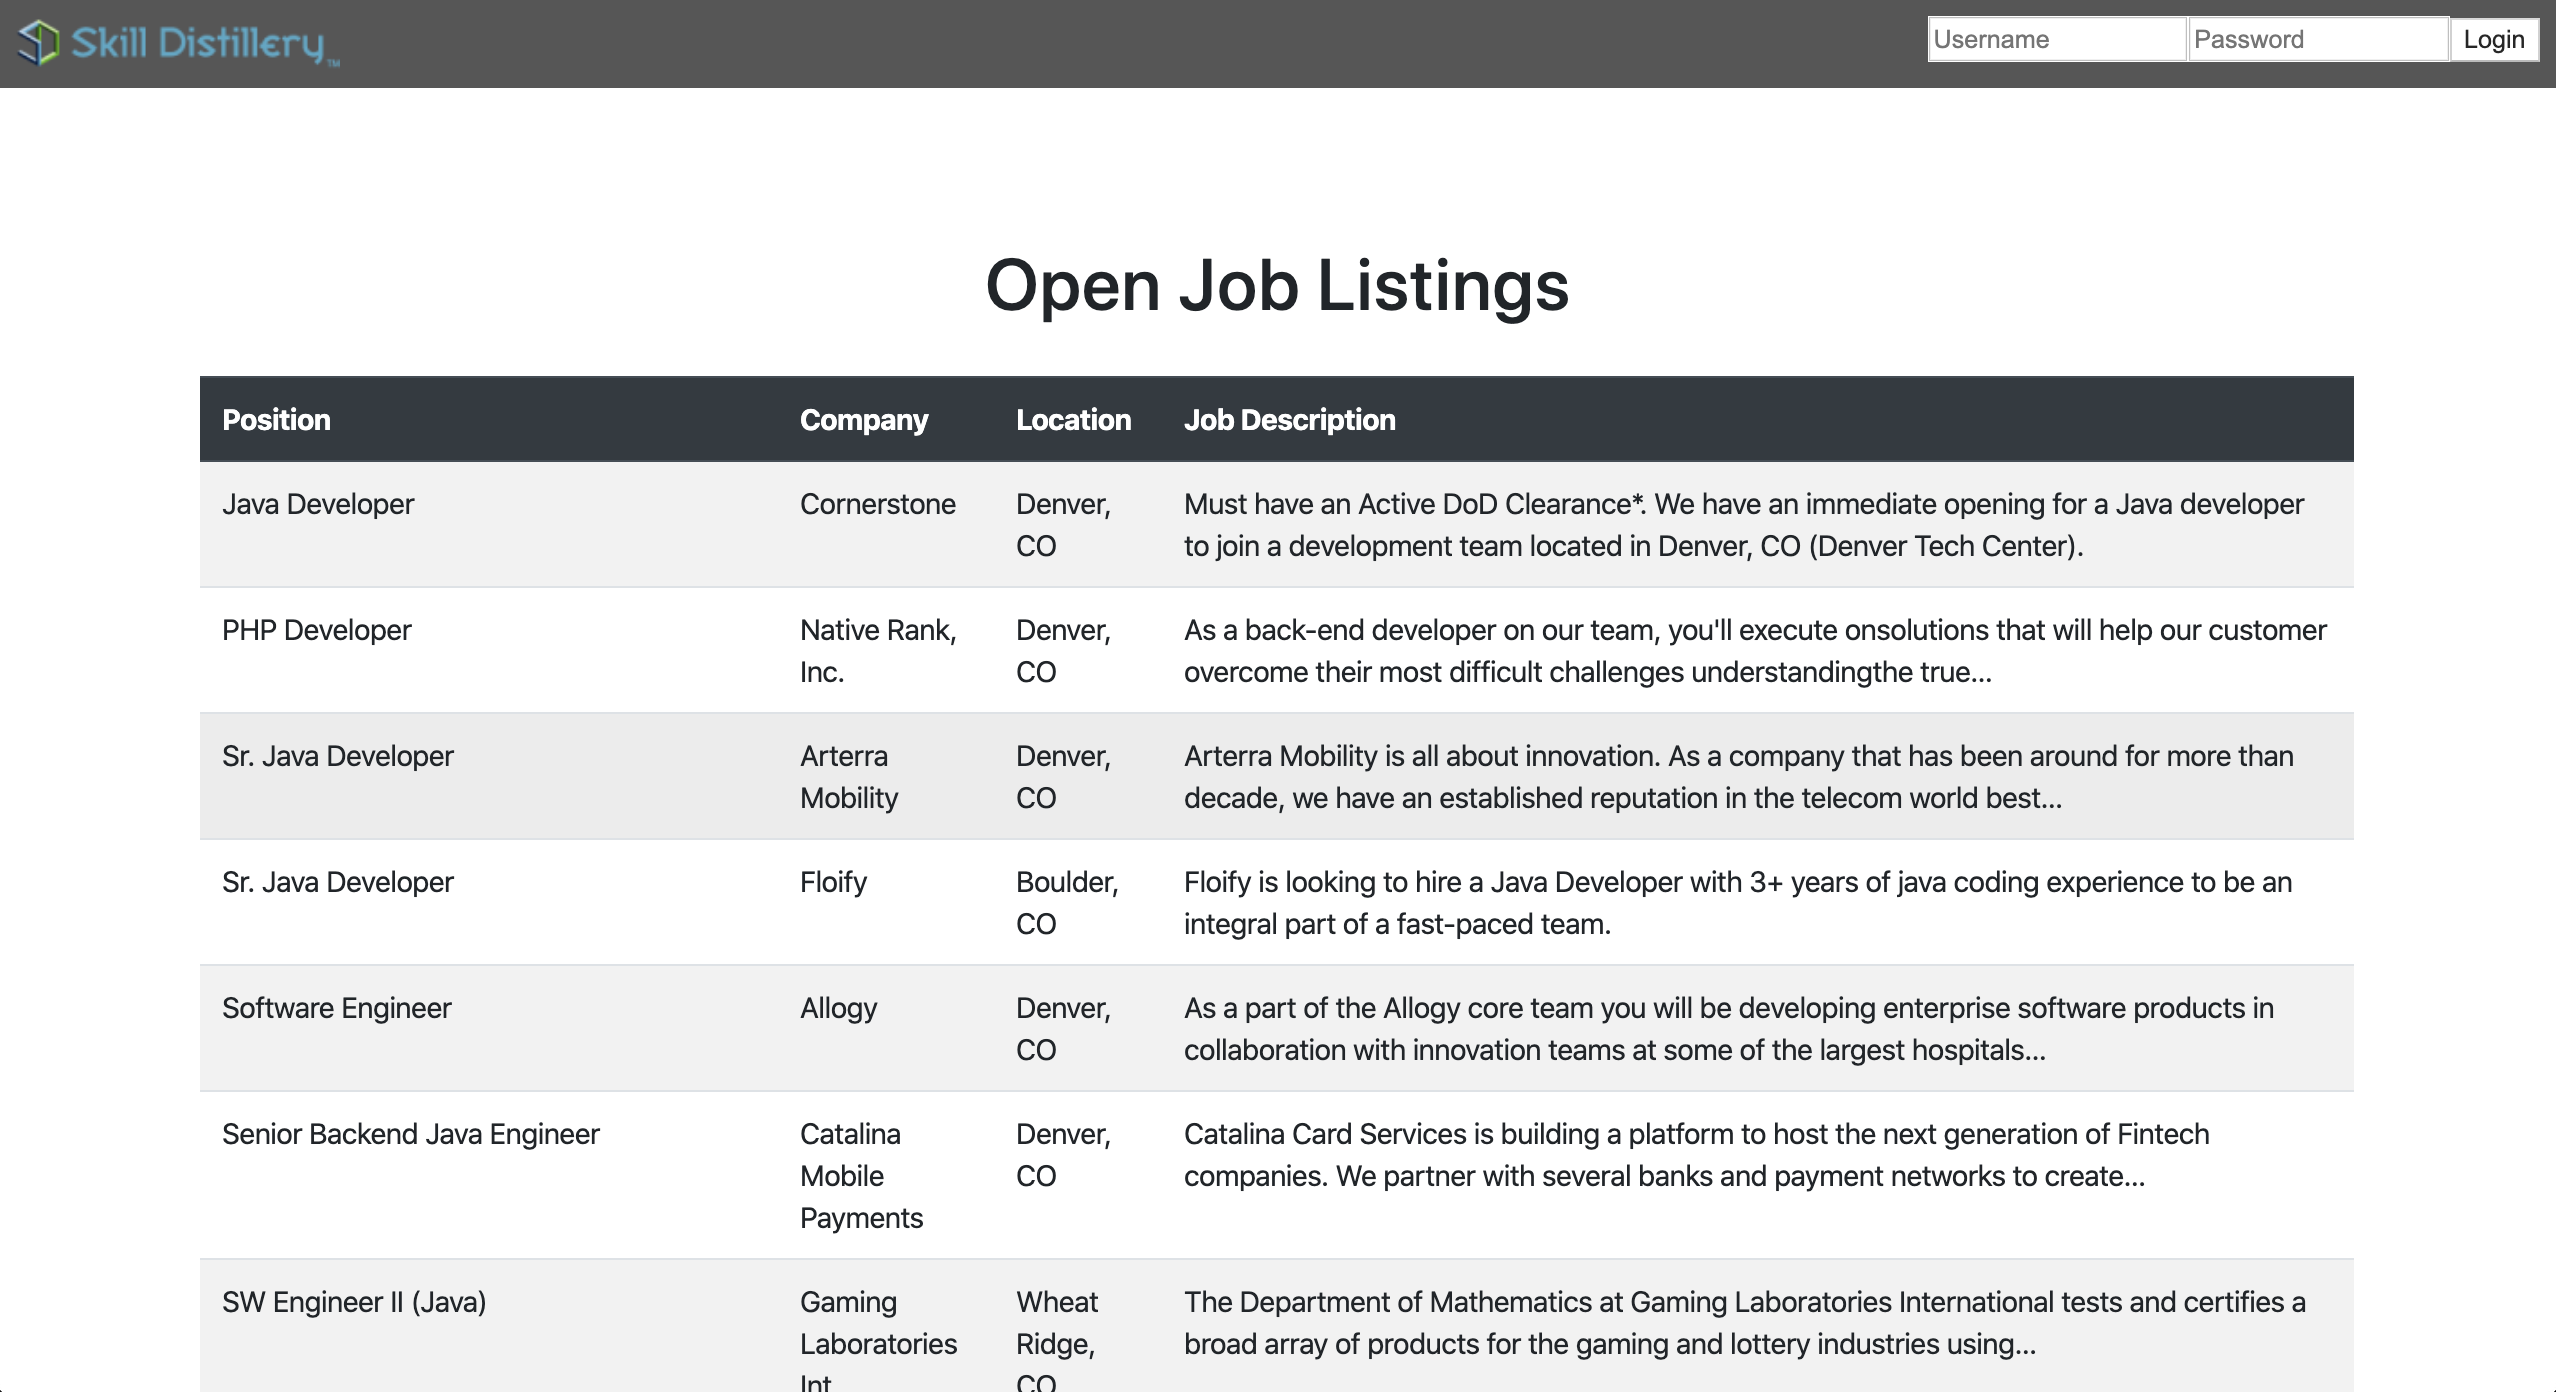 Skill Distillery™
Username Password Login
Open Job Listings
Position Company Location Job Description
Java Developer Cornerstone Denver, Must have an Active DoD Clearance*. We have an immediate opening for a Java developer
CO to join a development team located in Denver, CO (Denver Tech Center).
PHP Developer Native Rank, Denver, As a back-end developer on our team, you'll execute onsolutions that will help our customer
Inc. CO overcome their most difficult challenges understandingthe true...
Sr. Java Developer Arterra Denver, Arterra Mobility is all about innovation. As a company that has been around for more than
Mobility CO decade, we have an established reputation in the telecom world best...
Sr. Java Developer Floify Boulder, Floify is looking to hire a Java Developer with 3+ years of java coding experience to be an
CO integral part of a fast-paced team.
Software Engineer Allogy Denver, As a part of the Allogy core team you will be developing enterprise software products in
CO collaboration with innovation teams at some of the largest hospitals...
Senior Backend Java Engineer Catalina Denver, Catalina Card Services is building a platform to host the next generation of Fintech
Mobile CO companies. We partner with several banks and payment networks to create...
Payments
SW Engineer II (Java) Gaming Wheat The Department of Mathematics at Gaming Laboratories International tests and certifies a
Laboratories Ridge, broad array of products for the gaming and lottery industries using...
Int CO